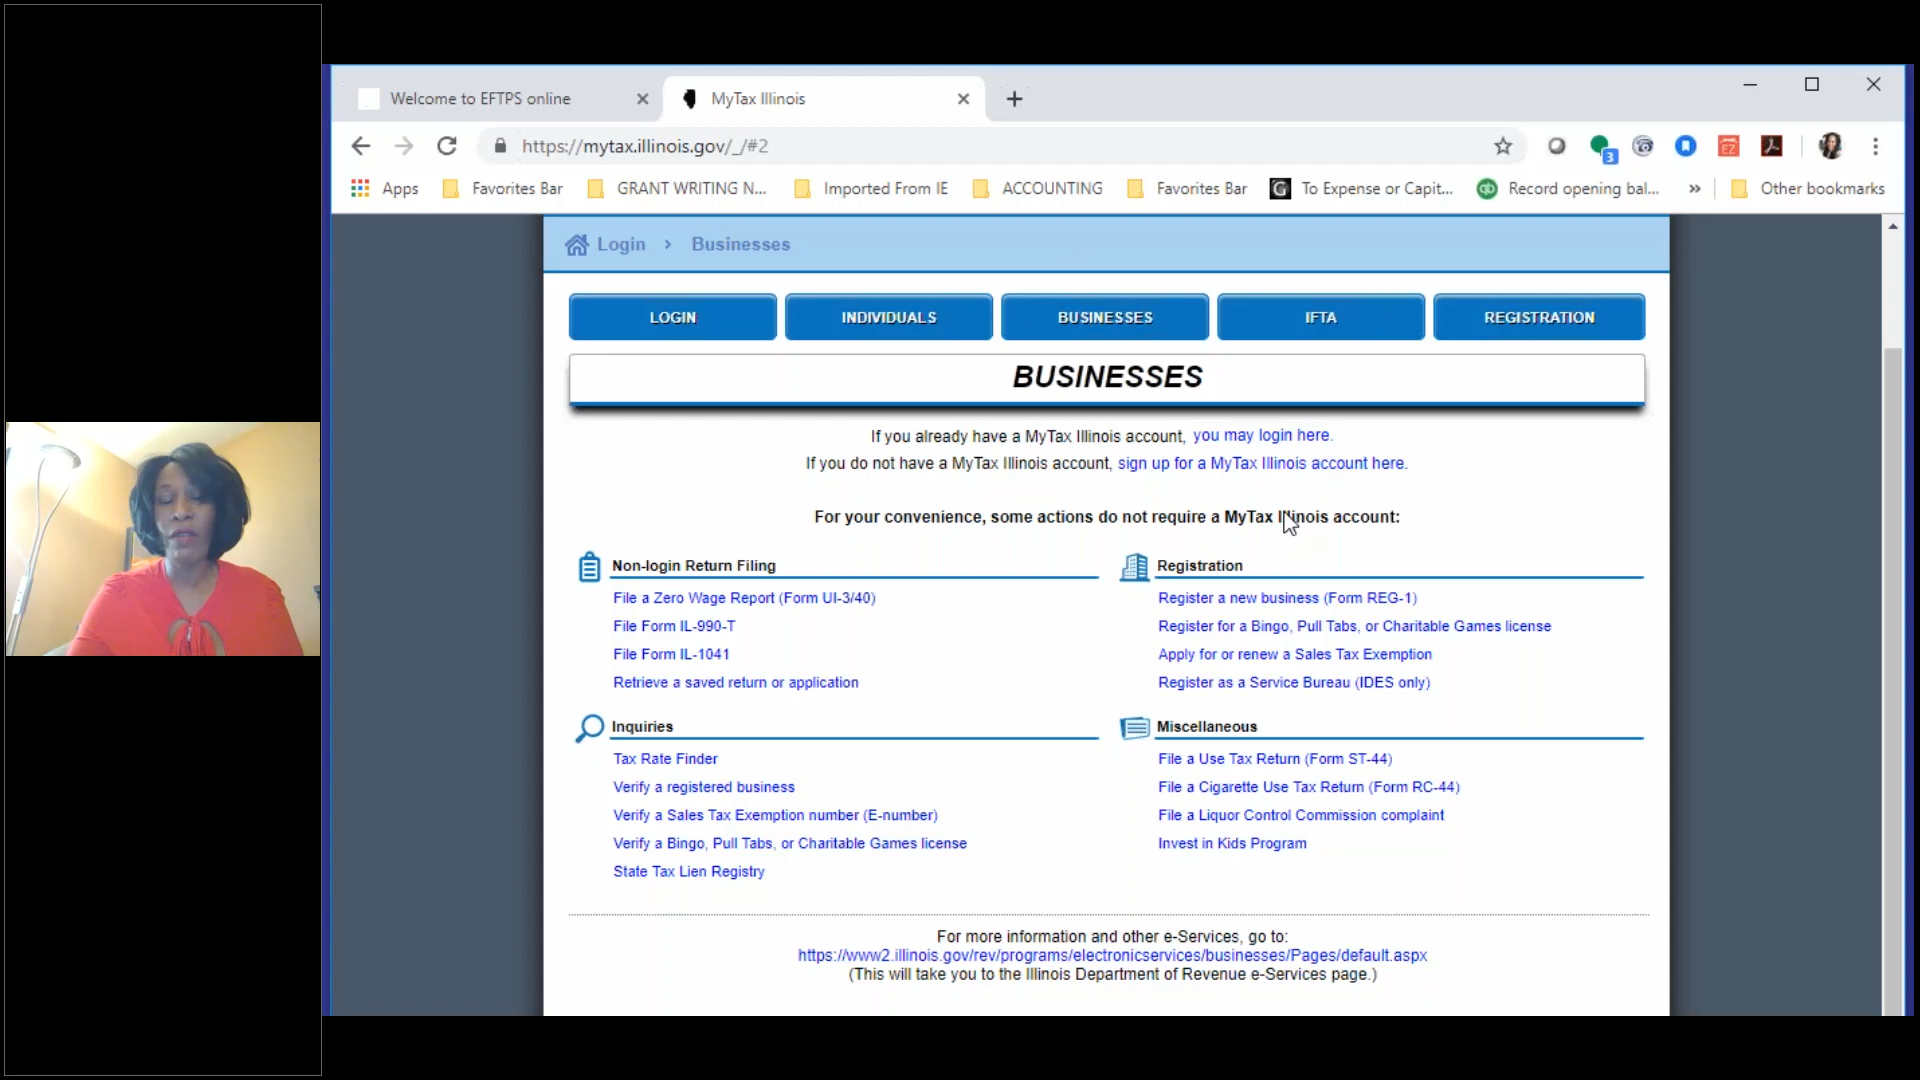 Welcome to EFTPS online
MyTax Illinois
https://mytax.illinois.gov/_/#2
3
EZ
Apps
Favorites Bar
GRANT WRITING N...
Imported From IE
ACCOUNTING
Favorites Bar
G
To Expense or Capit...
qb
Record opening bal...
»
Other bookmarks
Login > Businesses
LOGIN
INDIVIDUALS
BUSINESSES
IFTA
REGISTRATION
BUSINESSES
If you already have a MyTax Illinois account, you may login here.
If you do not have a MyTax Illinois account, sign up for a MyTax Illinois account here.
For your convenience, some actions do not require a MyTax Illinois account:
Non-login Return Filing
File a Zero Wage Report (Form UI-3/40)
File Form IL-990-T
File Form IL-1041
Retrieve a saved return or application
Registration
Register a new business (Form REG-1)
Register for a Bingo, Pull Tabs, or Charitable Games license
Apply for or renew a Sales Tax Exemption
Register as a Service Bureau (IDES only)
Inquiries
Tax Rate Finder
Verify a registered business
Verify a Sales Tax Exemption number (E-number)
Verify a Bingo, Pull Tabs, or Charitable Games license
State Tax Lien Registry
Miscellaneous
File a Use Tax Return (Form ST-44)
File a Cigarette Use Tax Return (Form RC-44)
File a Liquor Control Commission complaint
Invest in Kids Program
For more information and other e-Services, go to:
https://www2.illinois.gov/rev/programs/electronicservices/businesses/Pages/default.aspx
(This will take you to the Illinois Department of Revenue e-Services page.)